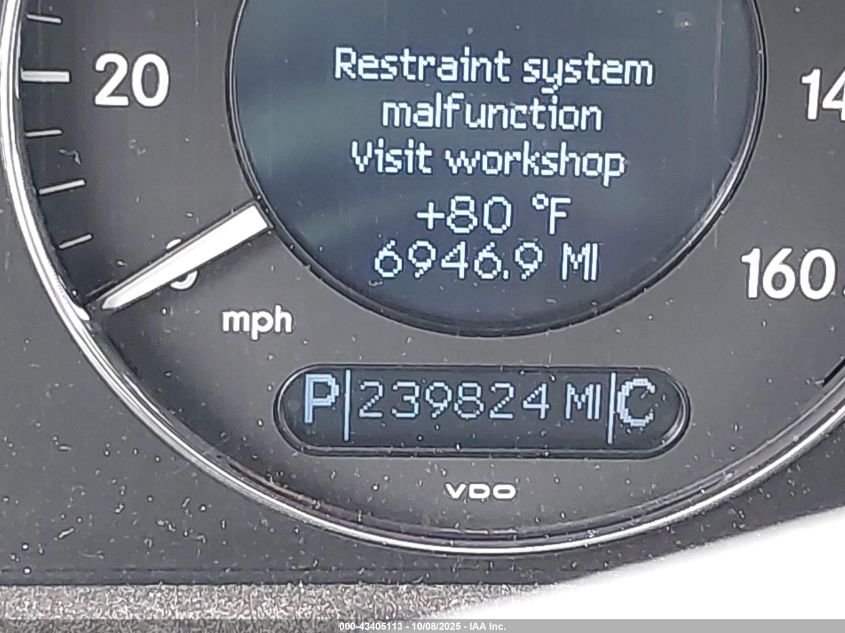 Restraint system
malfunction
Visit workshop
+80 °F
6946.9 MI
20
0
mph
160
P 239824 MI C
VDO
000-43405113 - 10/08/2025 - IAA Inc.